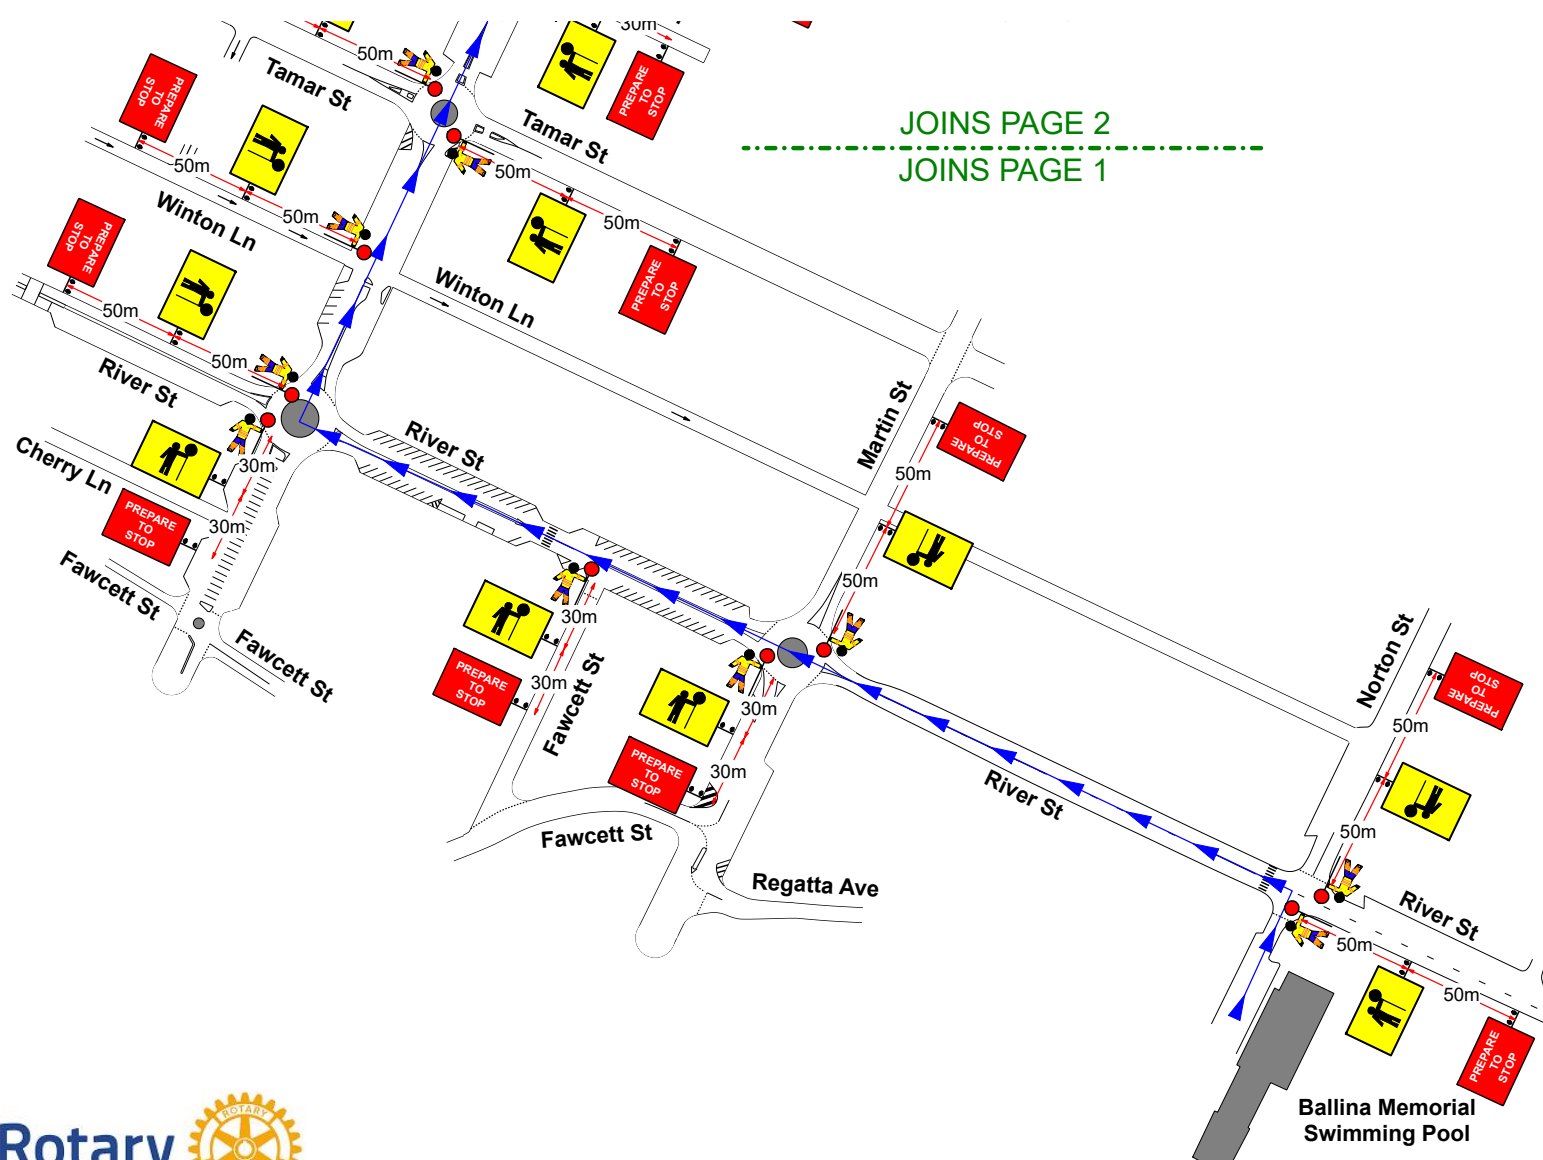 30m
50m
Tamar St
PREPARE
TO
STOP
PREPARE
TO
STOP
Tamar St
JOINS PAGE 2
JOINS PAGE 1
50m
50m
50m
50m
Winton Ln
PREPARE
TO
STOP
PREPARE
TO
STOP
Winton Ln
50m
50m
River St
Martin St
PREPARE
TO
STOP
River St
Cherry Ln
30m
50m
PREPARE
TO
STOP
30m
Fawcett St
50m
30m
Fawcett St
PREPARE
TO
STOP
30m
Fawcett St
Norton St
PREPARE
TO
STOP
30m
50m
PREPARE
TO
STOP
30m
River St
Fawcett St
50m
Regatta Ave
River St
50m
50m
PREPARE
TO
STOP
Ballina Memorial
Swimming Pool
Rotary
ROTARY